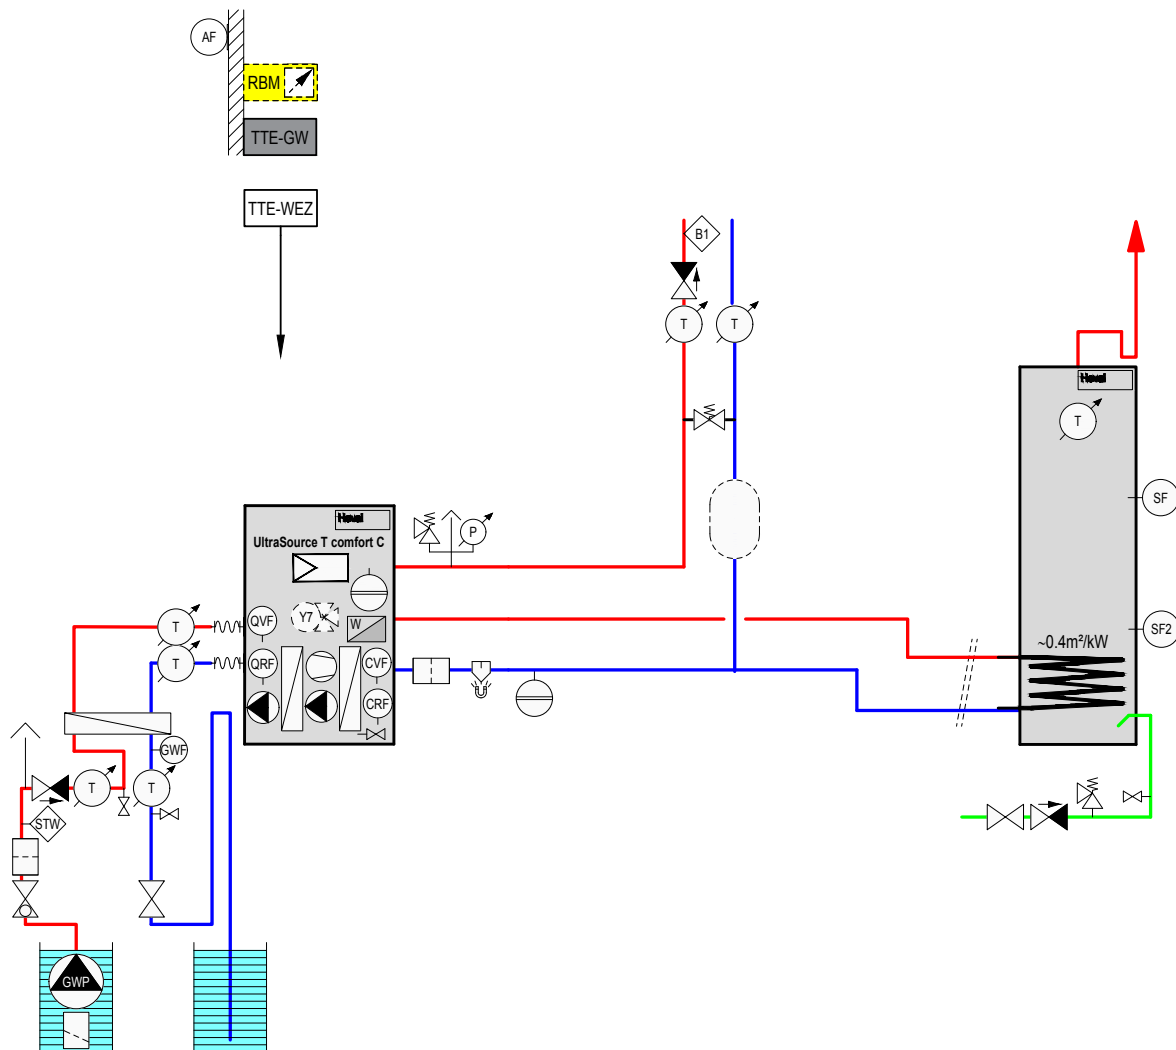 AF
RBM
TTE-GW
TTE-WEZ
B1
T
T
Hoval
T
SF
Hoval
UltraSource T comfort C
P
T
QVF
Y7
W
SF2
~0.4m²/kW
T
QRF
CVF
CRF
GWF
T
T
STW
GWP